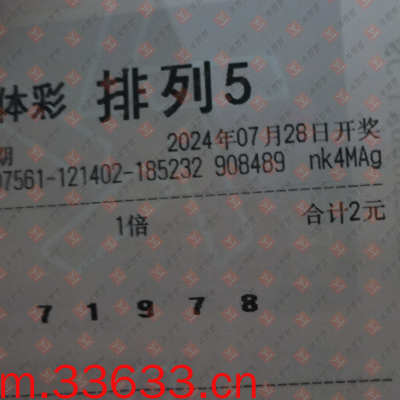 体彩 排列5
期 2024年07月28日开奖
07561-121402-185232 908489 nk4MAg
1倍 合计2元
7 1 9 7 8
m.33633.cn